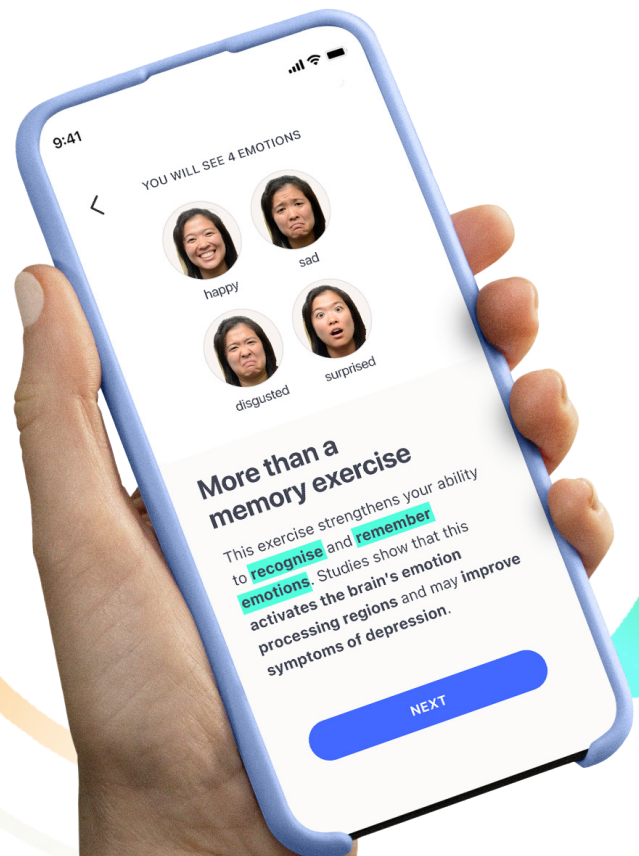 9:41
YOU WILL SEE 4 EMOTIONS
happy
sad
disgusted
surprised
More than a
memory exercise
This exercise strengthens your ability
to recognise and remember
emotions. Studies show that this
activates the brain's emotion
processing regions and may improve
symptoms of depression.
NEXT